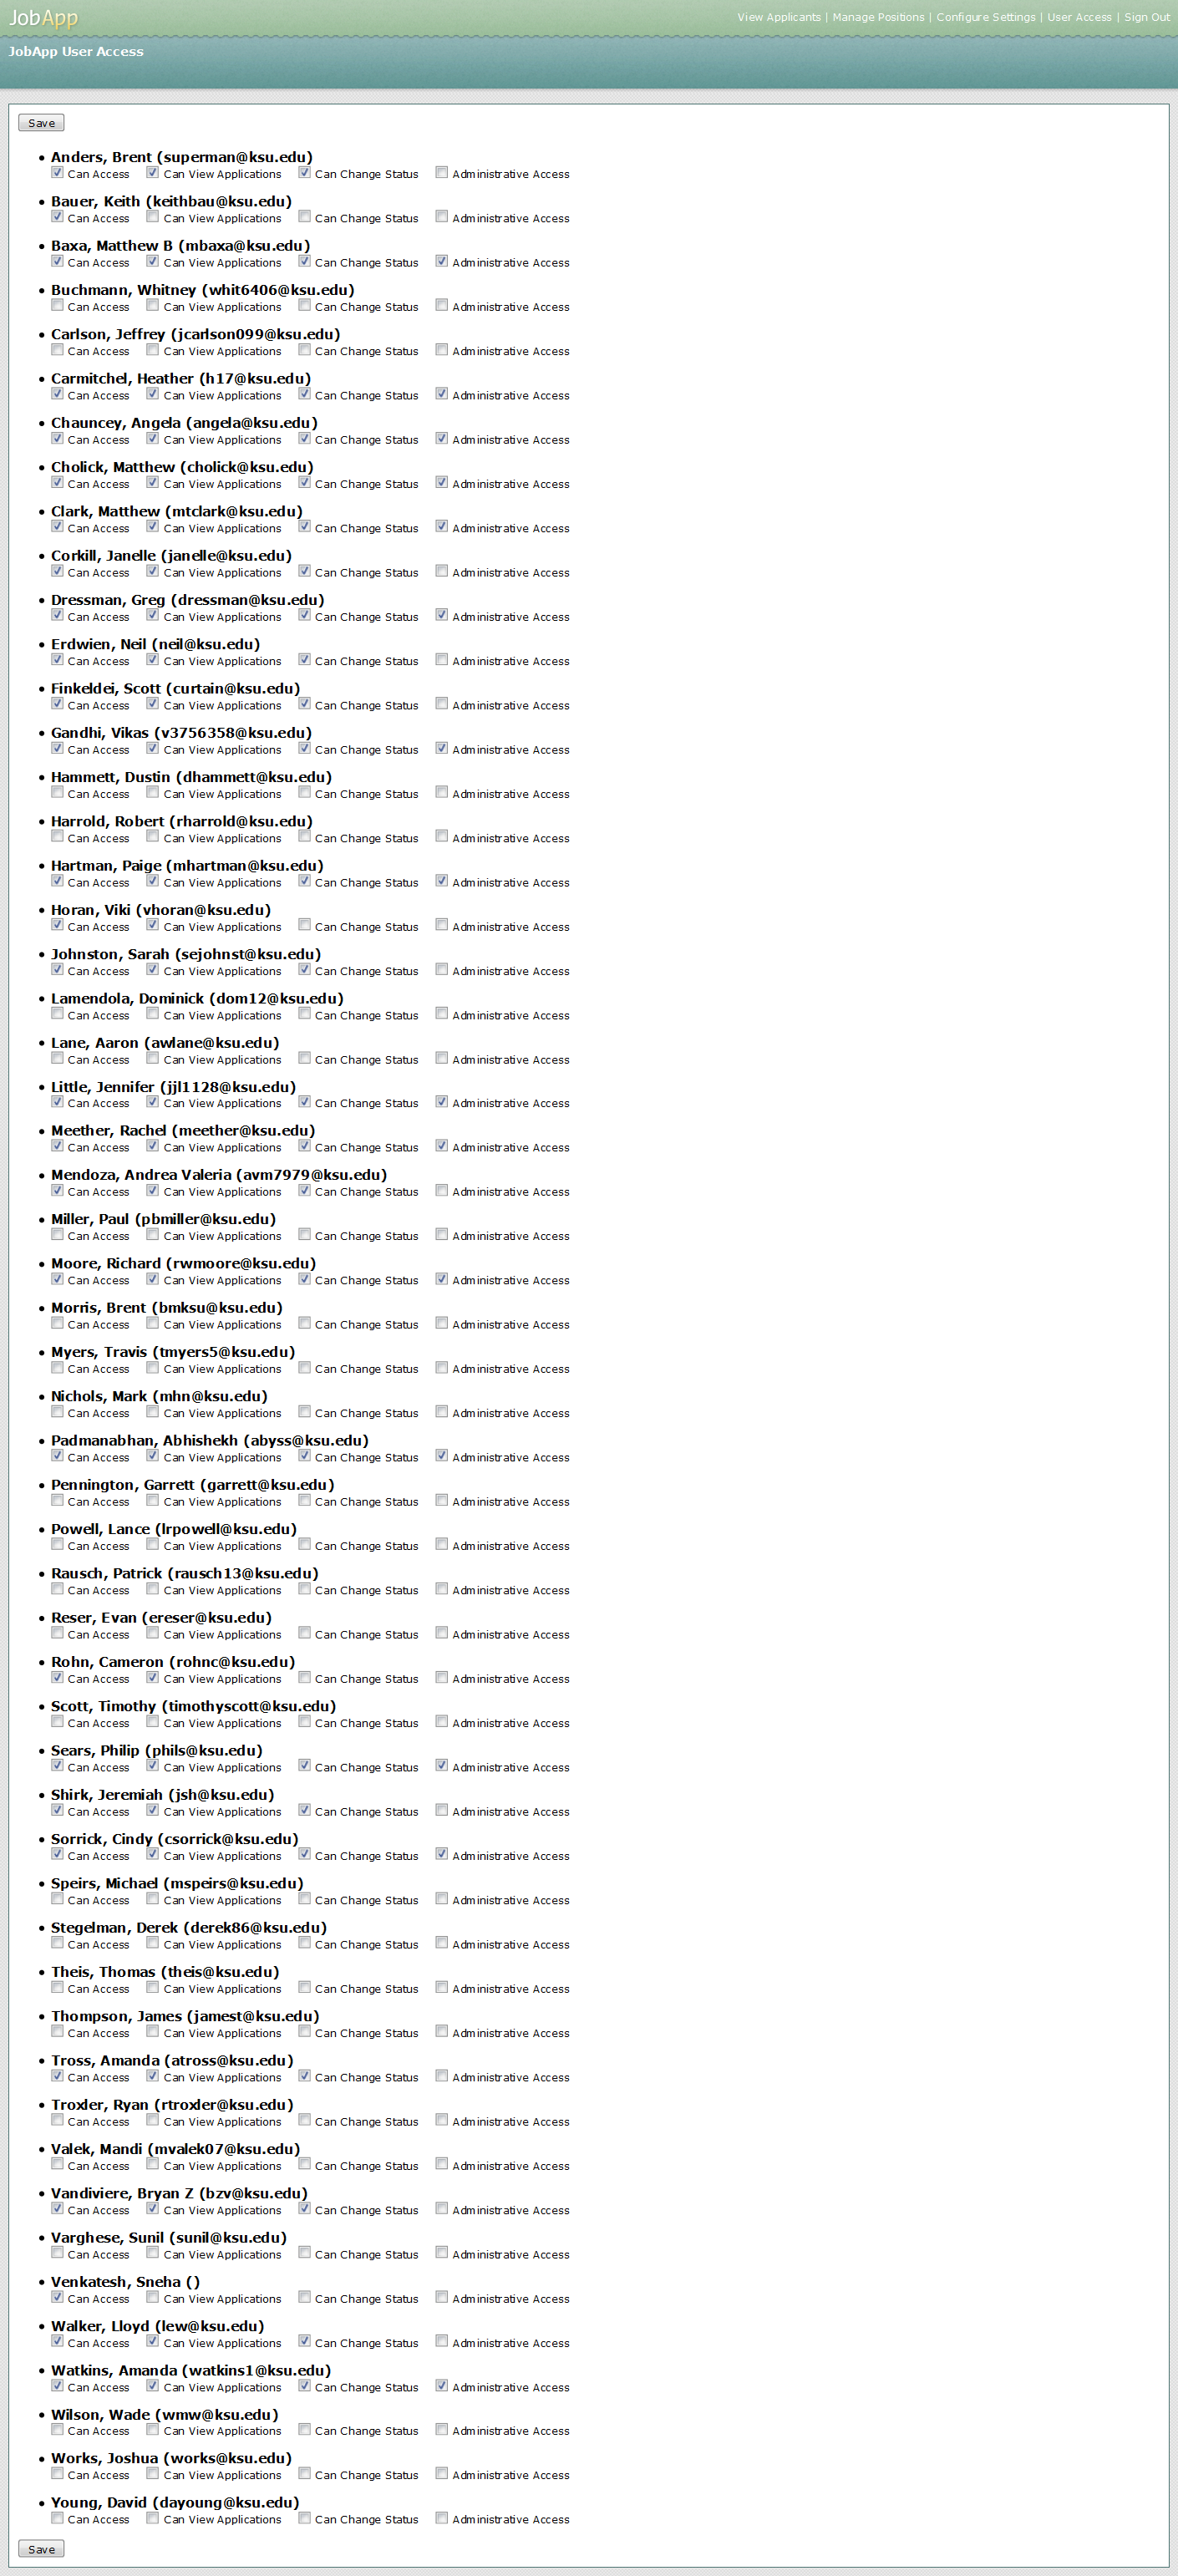 JobApp
View Applicants | Manage Positions | Configure Settings | User Access | Sign Out
JobApp User Access
Save
Anders, Brent (superman@ksu.edu)
Can Access Can View Applications Can Change Status Administrative Access
Bauer, Keith (keithbau@ksu.edu)
Can Access Can View Applications Can Change Status Administrative Access
Baxa, Matthew B (mbaxa@ksu.edu)
Can Access Can View Applications Can Change Status Administrative Access
Buchmann, Whitney (whit6406@ksu.edu)
Can Access Can View Applications Can Change Status Administrative Access
Carlson, Jeffrey (jcarlson099@ksu.edu)
Can Access Can View Applications Can Change Status Administrative Access
Carmitchel, Heather (h17@ksu.edu)
Can Access Can View Applications Can Change Status Administrative Access
Chauncey, Angela (angela@ksu.edu)
Can Access Can View Applications Can Change Status Administrative Access
Cholick, Matthew (cholick@ksu.edu)
Can Access Can View Applications Can Change Status Administrative Access
Clark, Matthew (mtclark@ksu.edu)
Can Access Can View Applications Can Change Status Administrative Access
Corkill, Janelle (janelle@ksu.edu)
Can Access Can View Applications Can Change Status Administrative Access
Dressman, Greg (dressman@ksu.edu)
Can Access Can View Applications Can Change Status Administrative Access
Erdwien, Neil (neil@ksu.edu)
Can Access Can View Applications Can Change Status Administrative Access
Finkeldei, Scott (curtain@ksu.edu)
Can Access Can View Applications Can Change Status Administrative Access
Gandhi, Vikas (v3756358@ksu.edu)
Can Access Can View Applications Can Change Status Administrative Access
Hammett, Dustin (dhammett@ksu.edu)
Can Access Can View Applications Can Change Status Administrative Access
Harrold, Robert (rharrold@ksu.edu)
Can Access Can View Applications Can Change Status Administrative Access
Hartman, Paige (mhartman@ksu.edu)
Can Access Can View Applications Can Change Status Administrative Access
Horan, Viki (vhoran@ksu.edu)
Can Access Can View Applications Can Change Status Administrative Access
Johnston, Sarah (sejohnst@ksu.edu)
Can Access Can View Applications Can Change Status Administrative Access
Lamendola, Dominick (dom12@ksu.edu)
Can Access Can View Applications Can Change Status Administrative Access
Lane, Aaron (awlane@ksu.edu)
Can Access Can View Applications Can Change Status Administrative Access
Little, Jennifer (jjl1128@ksu.edu)
Can Access Can View Applications Can Change Status Administrative Access
Meether, Rachel (meether@ksu.edu)
Can Access Can View Applications Can Change Status Administrative Access
Mendoza, Andrea Valeria (avm7979@ksu.edu)
Can Access Can View Applications Can Change Status Administrative Access
Miller, Paul (pbmiller@ksu.edu)
Can Access Can View Applications Can Change Status Administrative Access
Moore, Richard (rwmoore@ksu.edu)
Can Access Can View Applications Can Change Status Administrative Access
Morris, Brent (bmksu@ksu.edu)
Can Access Can View Applications Can Change Status Administrative Access
Myers, Travis (tmyers5@ksu.edu)
Can Access Can View Applications Can Change Status Administrative Access
Nichols, Mark (mhn@ksu.edu)
Can Access Can View Applications Can Change Status Administrative Access
Padmanabhan, Abhishekh (abyss@ksu.edu)
Can Access Can View Applications Can Change Status Administrative Access
Pennington, Garrett (garrett@ksu.edu)
Can Access Can View Applications Can Change Status Administrative Access
Powell, Lance (lrpowell@ksu.edu)
Can Access Can View Applications Can Change Status Administrative Access
Rausch, Patrick (rausch13@ksu.edu)
Can Access Can View Applications Can Change Status Administrative Access
Reser, Evan (ereser@ksu.edu)
Can Access Can View Applications Can Change Status Administrative Access
Rohn, Cameron (rohnc@ksu.edu)
Can Access Can View Applications Can Change Status Administrative Access
Scott, Timothy (timothyscott@ksu.edu)
Can Access Can View Applications Can Change Status Administrative Access
Sears, Philip (phils@ksu.edu)
Can Access Can View Applications Can Change Status Administrative Access
Shirk, Jeremiah (jsh@ksu.edu)
Can Access Can View Applications Can Change Status Administrative Access
Sorrick, Cindy (csorrick@ksu.edu)
Can Access Can View Applications Can Change Status Administrative Access
Speirs, Michael (mspeirs@ksu.edu)
Can Access Can View Applications Can Change Status Administrative Access
Stegelman, Derek (derek86@ksu.edu)
Can Access Can View Applications Can Change Status Administrative Access
Theis, Thomas (theis@ksu.edu)
Can Access Can View Applications Can Change Status Administrative Access
Thompson, James (jamest@ksu.edu)
Can Access Can View Applications Can Change Status Administrative Access
Tross, Amanda (atross@ksu.edu)
Can Access Can View Applications Can Change Status Administrative Access
Troxler, Ryan (rtroxler@ksu.edu)
Can Access Can View Applications Can Change Status Administrative Access
Valek, Mandi (mvalek07@ksu.edu)
Can Access Can View Applications Can Change Status Administrative Access
Vandiviere, Bryan Z (bzv@ksu.edu)
Can Access Can View Applications Can Change Status Administrative Access
Varghese, Sunil (sunil@ksu.edu)
Can Access Can View Applications Can Change Status Administrative Access
Venkatesh, Sneha ()
Can Access Can View Applications Can Change Status Administrative Access
Walker, Lloyd (lew@ksu.edu)
Can Access Can View Applications Can Change Status Administrative Access
Watkins, Amanda (watkins1@ksu.edu)
Can Access Can View Applications Can Change Status Administrative Access
Wilson, Wade (wmw@ksu.edu)
Can Access Can View Applications Can Change Status Administrative Access
Works, Joshua (works@ksu.edu)
Can Access Can View Applications Can Change Status Administrative Access
Young, David (dayoung@ksu.edu)
Can Access Can View Applications Can Change Status Administrative Access
Save